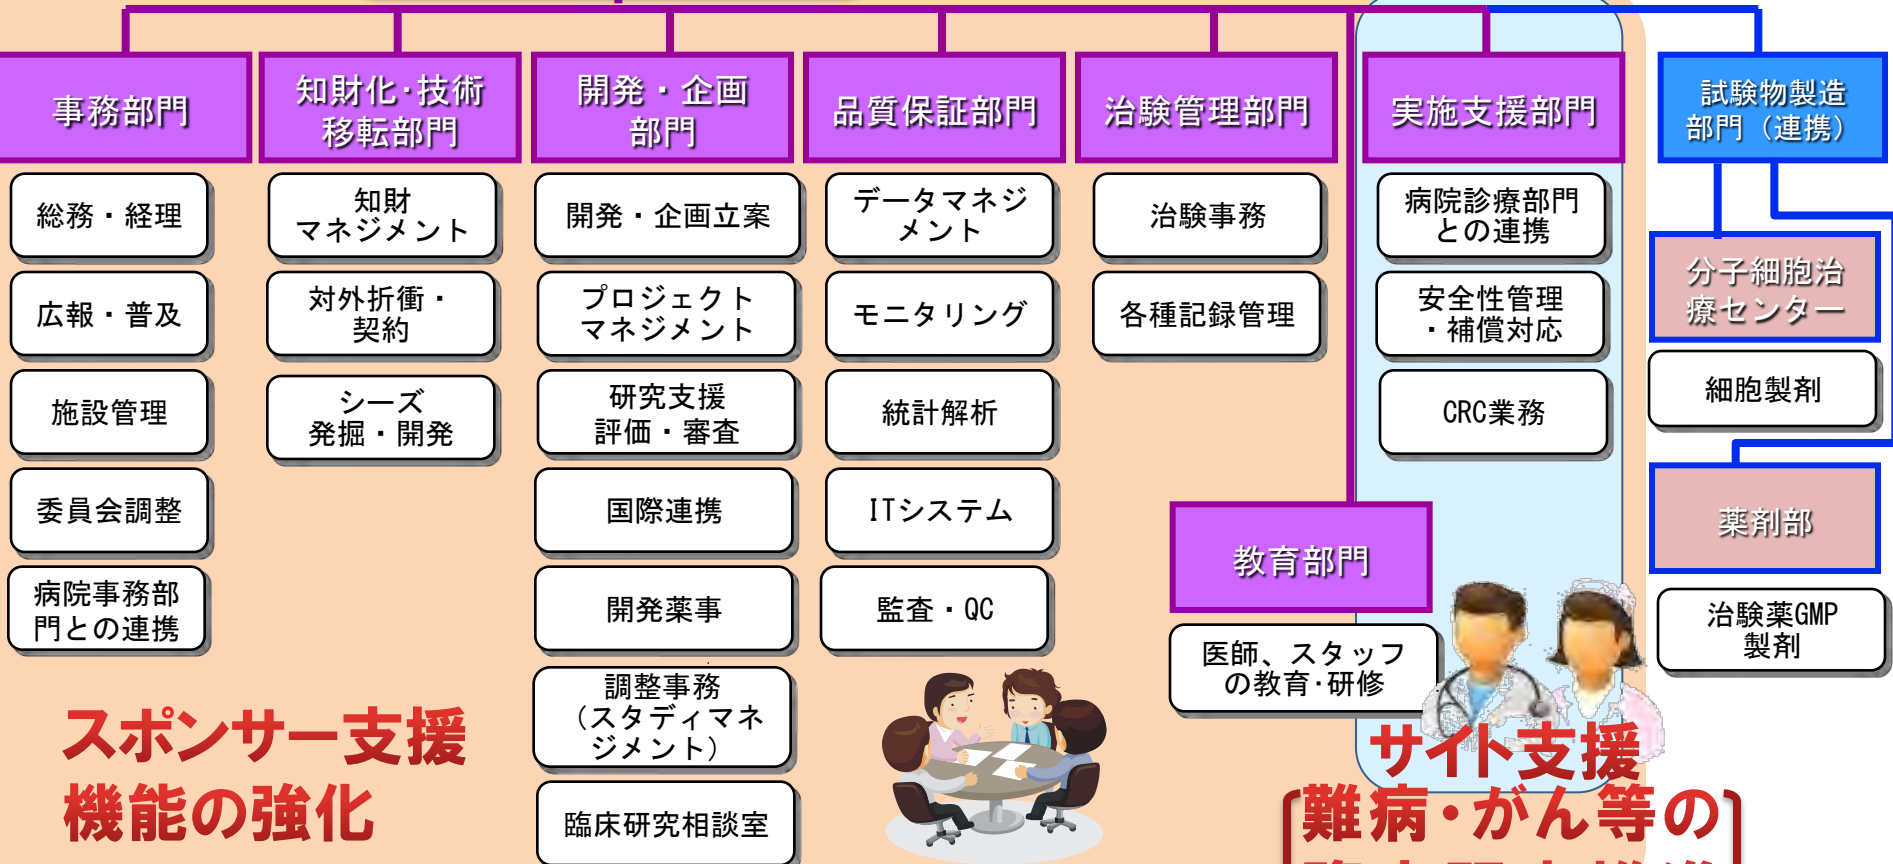 事務部門
総務・経理
広報・普及
施設管理
委員会調整
病院事務部
門との連携
知財化・技術
移転部門
知財
マネジメント
対外折衝・
契約
シーズ
発掘・開発
開発・企画
部門
開発・企画立案
プロジェクト
マネジメント
研究支援
評価・審査
国際連携
開発薬事
調整事務
(スタディマネ
ジメント)
臨床研究相談室
品質保証部門
データマネジ
メント
モニタリング
統計解析
ITシステム
監査・QC
治験管理部門
治験事務
各種記録管理
教育部門
医師、スタッフ
の教育・研修
実施支援部門
病院診療部門
との連携
安全性管理
・補償対応
CRC業務
試験物製造
部門（連携）
分子細胞治
療センター
細胞製剤
薬剤部
治験薬GMP
製剤
スポンサー支援
機能の強化
サイト支援
難病・がん等の